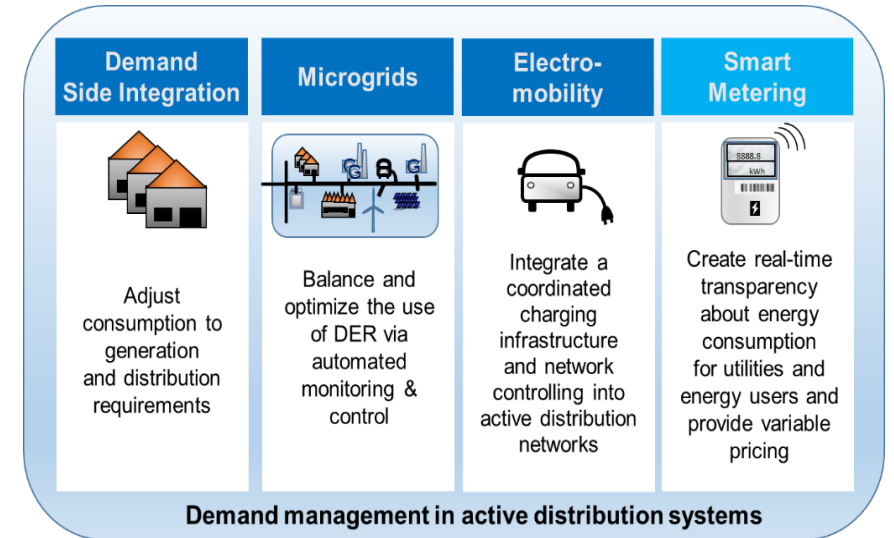 Demand
Side Integration
Microgrids
Electro-
mobility
Smart
Metering
G
G
G
8888.8
kWh
Adjust
consumption to
generation
and distribution
requirements
Balance and
optimize the use
of DER via
automated
monitoring &
control
Integrate a
coordinated
charging
infrastructure
and network
controlling into
active distribution
networks
Create real-time
transparency
about energy
consumption
for utilities and
energy users and
provide variable
pricing
Demand management in active distribution systems